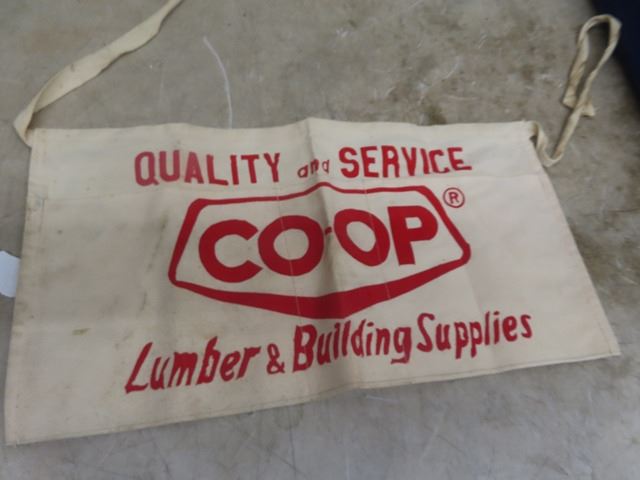 QUALITY and SERVICE
CO-OP ®
Lumber & Building Supplies